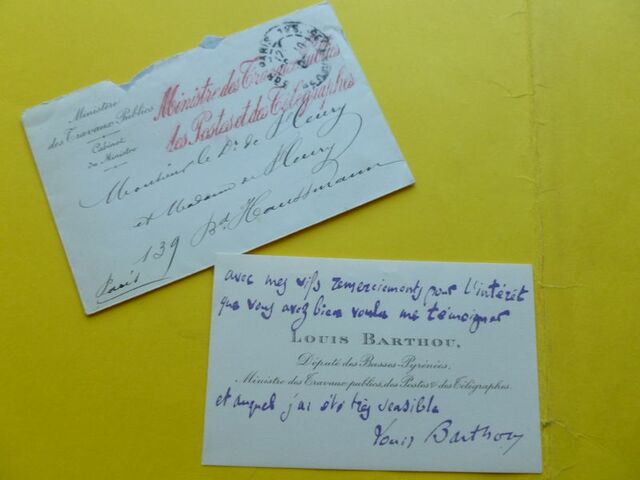 Ministère
des Travaux Publics
Cabinet
du Ministre
Ministre des Travaux publics
des Postes et des Télégraphes
PARIS
Monsieur le Dr de Fleury
et Madame de Fleury
139 Bd Haussmann
Paris
avec mes vifs remerciements pour l'intérêt
que vous avez bien voulu me témoigner
LOUIS BARTHOU,
Député des Basses-Pyrénées,
Ministre des Travaux publics, des Postes & des Télégraphes.
et auquel j'ai été très sensible
Louis Barthou